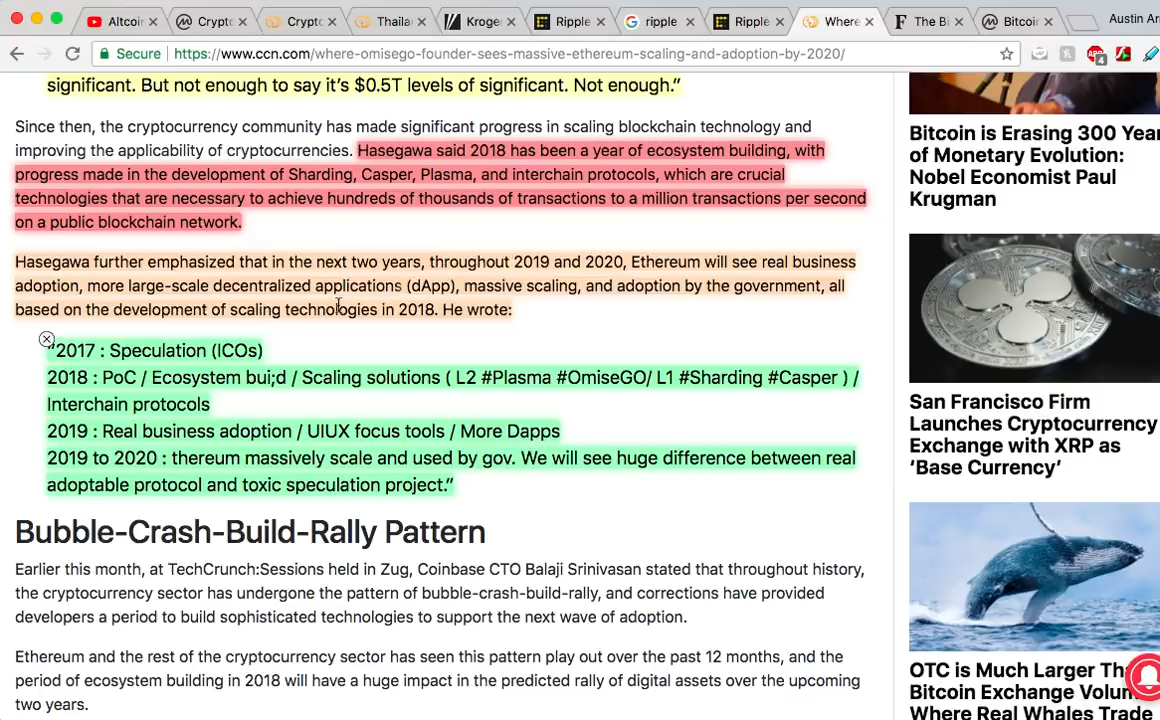 Altcoir
Crypto
Crypto
Thaila
Kroge
Ripple
ripple
Ripple
Where
The Bi
Bitcoir
Austin Ar
Secure
https://www.ccn.com/where-omisego-founder-sees-massive-ethereum-scaling-and-adoption-by-2020/
4
significant. But not enough to say it's $0.5T levels of significant. Not enough.”
Since then, the cryptocurrency community has made significant progress in scaling blockchain technology and
improving the applicability of cryptocurrencies. Hasegawa said 2018 has been a year of ecosystem building, with
progress made in the development of Sharding, Casper, Plasma, and interchain protocols, which are crucial
technologies that are necessary to achieve hundreds of thousands of transactions to a million transactions per second
on a public blockchain network.
Hasegawa further emphasized that in the next two years, throughout 2019 and 2020, Ethereum will see real business
adoption, more large-scale decentralized applications (dApp), massive scaling, and adoption by the government, all
based on the development of scaling technologies in 2018. He wrote:
“2017 : Speculation (ICOs)
2018 : PoC / Ecosystem bui;d / Scaling solutions ( L2 #Plasma #OmiseGO/ L1 #Sharding #Casper ) /
Interchain protocols
2019 : Real business adoption / UIUX focus tools / More Dapps
2019 to 2020 : thereum massively scale and used by gov. We will see huge difference between real
adoptable protocol and toxic speculation project.”
Bubble-Crash-Build-Rally Pattern
Earlier this month, at TechCrunch:Sessions held in Zug, Coinbase CTO Balaji Srinivasan stated that throughout history,
the cryptocurrency sector has undergone the pattern of bubble-crash-build-rally, and corrections have provided
developers a period to build sophisticated technologies to support the next wave of adoption.
Ethereum and the rest of the cryptocurrency sector has seen this pattern play out over the past 12 months, and the
period of ecosystem building in 2018 will have a huge impact in the predicted rally of digital assets over the upcoming
two years.
Bitcoin is Erasing 300 Year
of Monetary Evolution:
Nobel Economist Paul
Krugman
San Francisco Firm
Launches Cryptocurrency
Exchange with XRP as
‘Base Currency’
OTC is Much Larger Th
Bitcoin Exchange Volum
Where Real Whales Trade